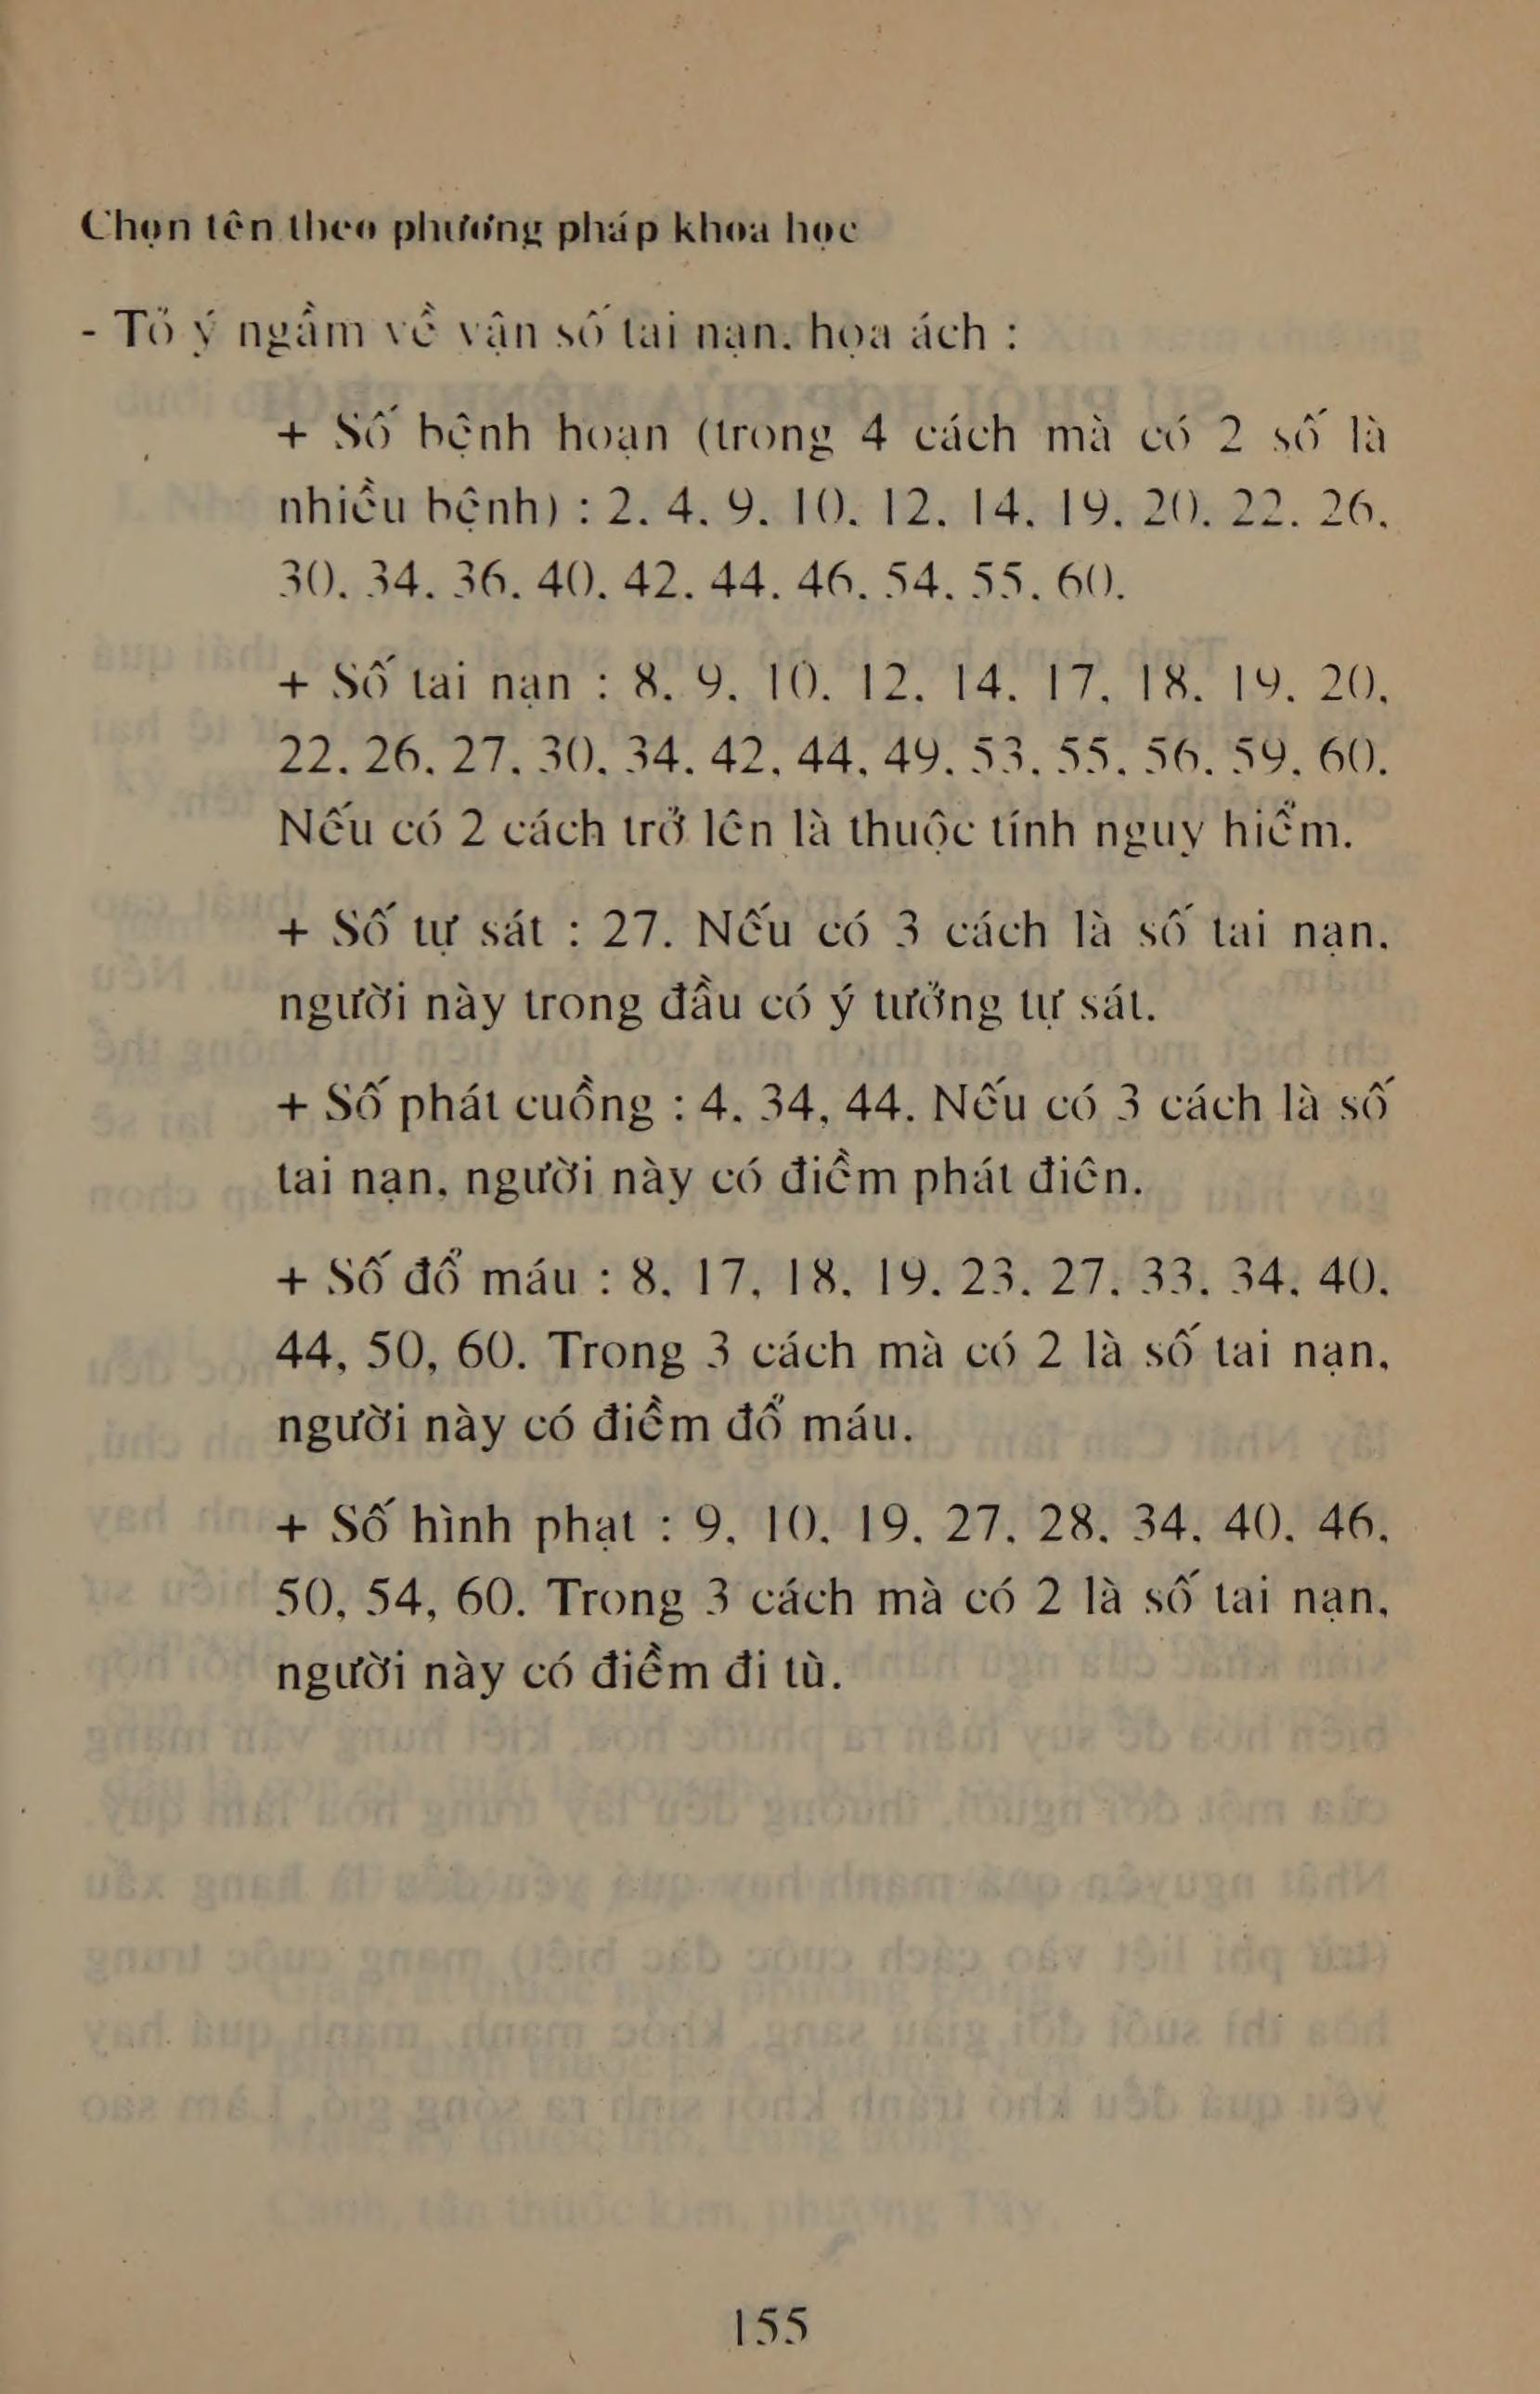 Chọn tên theo phương pháp khoa học
- Tỏ ý ngầm về vận số tai nạn, họa ách :
+ Số bệnh hoạn (trong 4 cách mà có 2 số là
nhiều bệnh) : 2, 4, 9, 10, 12, 14, 19, 20, 22, 26,
30, 34, 36, 40, 42, 44, 46, 54, 55, 60.
+ Số tai nạn : 8, 9, 10, 12, 14, 17, 18, 19, 20,
22, 26, 27, 30, 34, 42, 44, 49, 53, 55, 56, 59, 60.
Nếu có 2 cách trở lên là thuộc tính nguy hiểm.
+ Số tự sát : 27. Nếu có 3 cách là số tai nạn,
người này trong đầu có ý tưởng tự sát.
+ Số phát cuồng : 4, 34, 44. Nếu có 3 cách là số
tai nạn, người này có điềm phát điên.
+ Số đổ máu : 8, 17, 18, 19, 23, 27, 33, 34, 40,
44, 50, 60. Trong 3 cách mà có 2 là số tai nạn,
người này có điềm đổ máu.
+ Số hình phạt : 9, 10, 19, 27, 28, 34, 40, 46,
50, 54, 60. Trong 3 cách mà có 2 là số tai nạn,
người này có điềm đi tù.
155